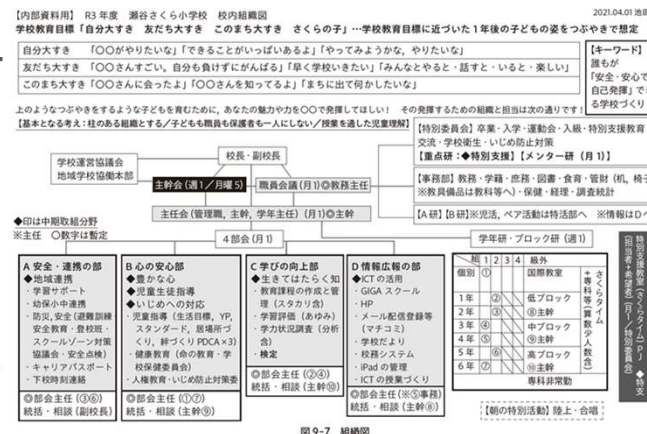 【内部資料用】 R3年度 瀬谷さくら小学校 校内組織図
2021.04.01 池田
学校教育目標「自分大すき 友だち大すき このまち大すき さくらの子」…学校教育目標に近づいた1年後の子どもの姿をつぶやきで想定
自分大すき 「〇〇がやりたいな」「できることがいっぱいあるよ」「やってみようかな、やりたいな」
友だち大すき 「〇〇さんすごい。自分も負けずにがんばる」「早く学校いきたい」「みんなとやると・話すと・いると・楽しい」
このまち大すき 「〇〇さんに会ったよ」「〇〇さんを知ってるよ」「まちに出て何かしたいな」
【キーワード】
誰もが
「安全・安心で
自己発揮」でき
る学校づくり
上のようなつぶやきをするような子どもを育むために、あなたの魅力や力を〇〇で発揮してほしい! その発揮するための組織と担当は次の通りです!
【基本となる考え:柱のある組織とする/子どもも職員も保護者も一人にしない/授業を通した児童理解】
【特別委員会】卒業・入学・運動会・入級・特別支援教育
交流・学校衛生・いじめ防止対策
【重点研:◆特別支援】【メンター研(月1)】
学校運営協議会
地域学校協働本部
校長・副校長
主幹会(週1/月曜5)
職員会議(月1)◎教務主任
【事務部】教務・学籍・庶務・図書・食育・管財(机、椅子
※教具備品は教科等へ)・保健・経理・調査統計
主任会(管理職、主幹、学年主任)(月1)◎主幹
【A研】【B研】※児活、ペア活動は特活部へ ※情報はDへ
◆印は中期取組分野
※主任 〇数字は暫定
4部会(月1)
学年研・ブロック研(週1)
A 安全・連携の部
◆地域連携
・学習サポート
・幼保小中連携
・防災,安全(避難訓練
安全教育・登校班・
スクールゾーン対策
協議会・安全点検)
・キャリアパスポート
・下校時刻連絡
◎部会主任(③⑥)
統括・相談(副校長)
B 心の安心部
◆豊かな心
◆児童生徒指導
◆いじめへの対応
・児童指導(生活目標, YP,
スタンダード, 居場所づ
くり, 絆づくりPDCA×3)
・健康教育(命の教育・学
校保健委員会)
・人権教育・いじめ防止対策委
◎部会主任(①⑦)
統括・相談(主幹⑨)
C 学びの向上部
◆生きてはたらく知
・教育課程の作成と管
理(スタカリ含)
・学習評価(あゆみ)
・学力状況調査(分析
含)
・検定
◎部会主任(②④)
統括・相談(主幹⑩)
D 情報広報の部
◆ICTの活用
・GIGAスクール
・HP
・メール配信登録等
(マチコミ)
・学校だより
・校務システム
・iPadの管理
・ICTの授業づくり
◎部会主任(※⑤事務)
統括・相談(主幹⑧)
組 1 2 3 4 級外
個別 ① 国際教室
1年 ② 低ブロック
2年 ③ ⑧主幹
3年 ④ 中ブロック
4年 ⑤ ⑨主幹
5年 ⑥ 高ブロック
6年 ⑦ ⑩主幹
専科非常勤
さくらタイム
+専科等(算数少人数含)
【朝の特別活動】陸上・合唱
特別支援教室(さくらタイム)PJ ◆特支
(担当者+希望者)(月1/特別委員会)
図9-7 組織図